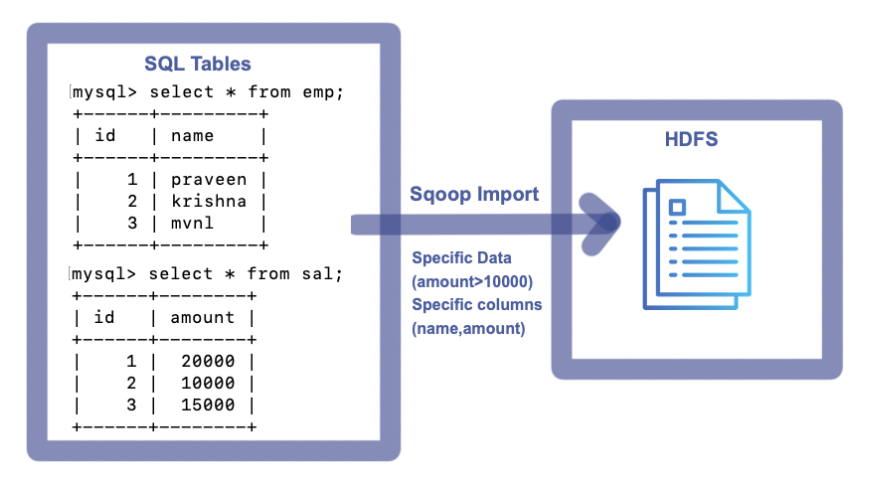 SQL Tables
mysql> select * from emp;
+------+---------+
| id   | name    |
+------+---------+
|    1 | praveen |
|    2 | krishna |
|    3 | mvnl    |
+------+---------+
mysql> select * from sal;
+------+--------+
| id   | amount |
+------+--------+
|    1 |  20000 |
|    2 |  10000 |
|    3 |  15000 |
+------+--------+
Sqoop Import
Specific Data
(amount>10000)
Specific columns
(name,amount)
HDFS